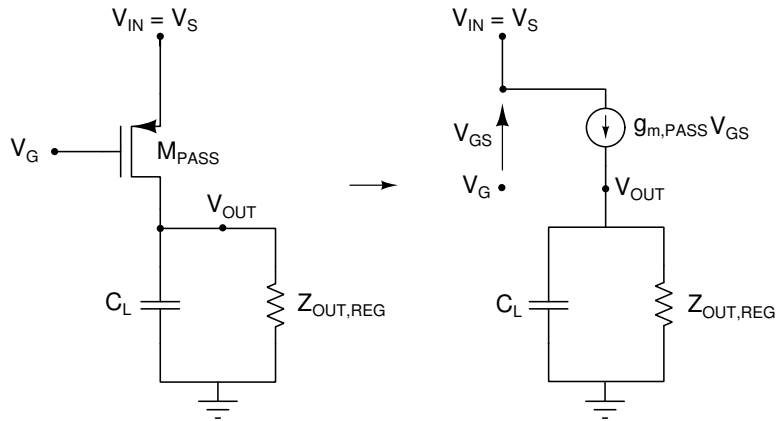 V_IN = V_S
V_G
M_PASS
V_OUT
C_L
Z_OUT,REG
V_IN = V_S
V_GS
g_m,PASS V_GS
V_G
V_OUT
C_L
Z_OUT,REG